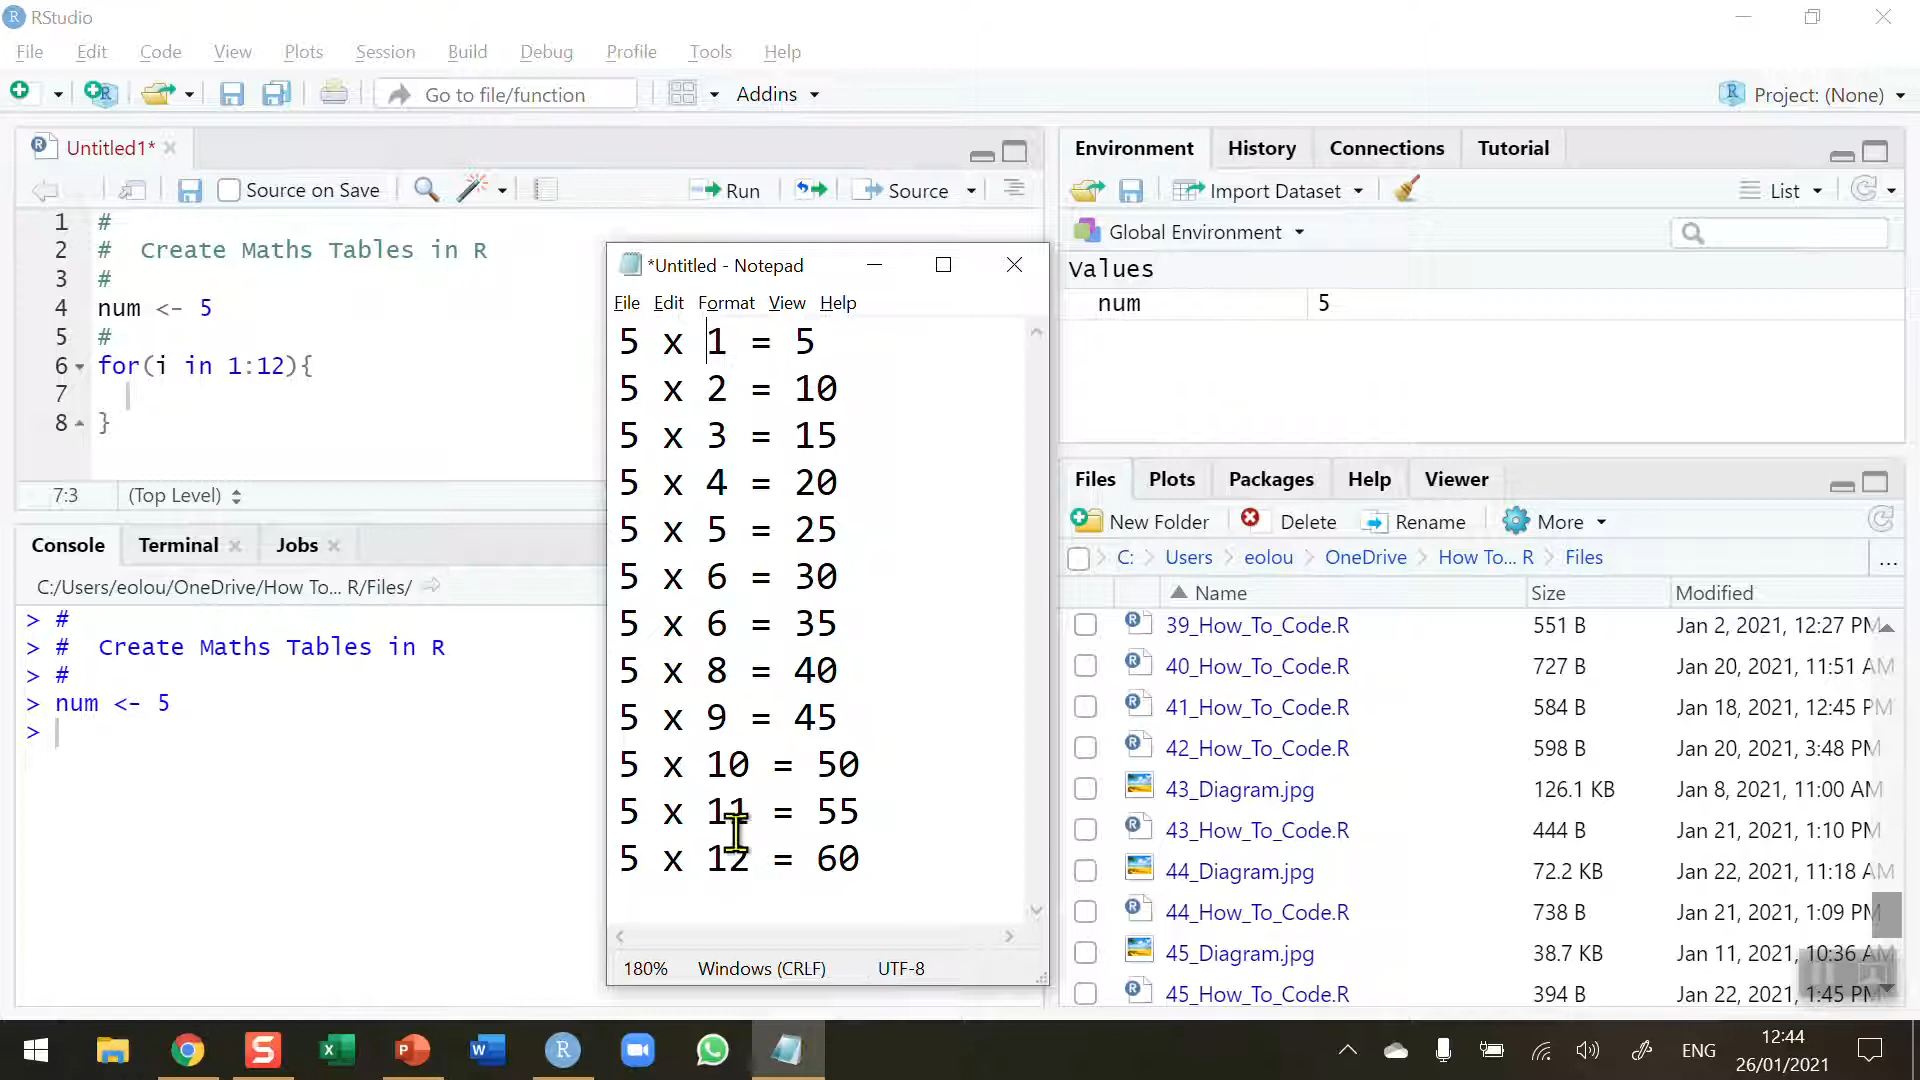 RStudio
File Edit Code View Plots Session Build Debug Profile Tools Help
Go to file/function Addins Project: (None)
Untitled1*
Source on Save Run Source
1 #
2 # Create Maths Tables in R
3 #
4 num <- 5
5 #
6 for(i in 1:12){
7
8 }
7:3 (Top Level)
Console Terminal Jobs
C:/Users/eolou/OneDrive/How To... R/Files/
> #
> # Create Maths Tables in R
> #
> num <- 5
>
*Untitled - Notepad
File Edit Format View Help
5 x 1 = 5
5 x 2 = 10
5 x 3 = 15
5 x 4 = 20
5 x 5 = 25
5 x 6 = 30
5 x 6 = 35
5 x 8 = 40
5 x 9 = 45
5 x 10 = 50
5 x 11 = 55
5 x 12 = 60
180% Windows (CRLF) UTF-8
Environment History Connections Tutorial
Import Dataset List
Global Environment
Values
num 5
Files Plots Packages Help Viewer
New Folder Delete Rename More
C: Users eolou OneDrive How To... R Files ...
Name Size Modified
39_How_To_Code.R 551 B Jan 2, 2021, 12:27 PM
40_How_To_Code.R 727 B Jan 20, 2021, 11:51 AM
41_How_To_Code.R 584 B Jan 18, 2021, 12:45 PM
42_How_To_Code.R 598 B Jan 20, 2021, 3:48 PM
43_Diagram.jpg 126.1 KB Jan 8, 2021, 11:00 AM
43_How_To_Code.R 444 B Jan 21, 2021, 1:10 PM
44_Diagram.jpg 72.2 KB Jan 22, 2021, 11:18 AM
44_How_To_Code.R 738 B Jan 21, 2021, 1:09 PM
45_Diagram.jpg 38.7 KB Jan 11, 2021, 10:36 AM
45_How_To_Code.R 394 B Jan 22, 2021, 1:45 PM
ENG
12:44
26/01/2021